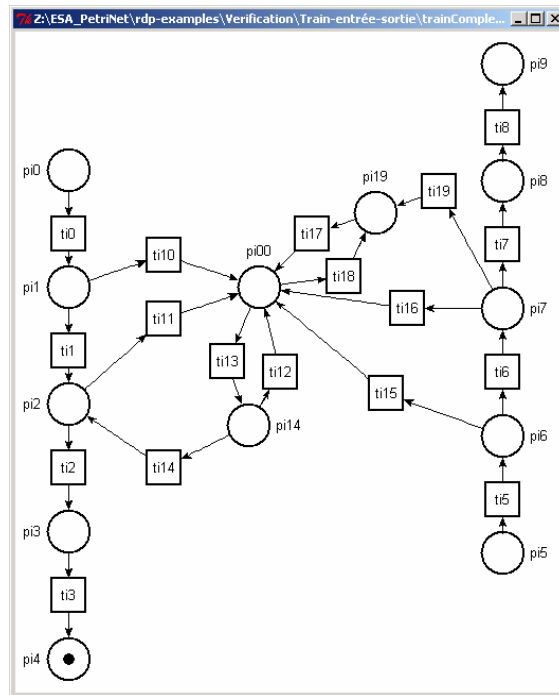 Z:\ESA_PetriNet\rdp-examples\Verification\Train-entrée-sortie\trainComple...
pi9
ti8
pi0
pi19
pi8
ti19
ti0
ti17
ti7
pi00
ti10
ti18
pi1
ti16
pi7
ti11
ti1
ti13
ti12
ti6
ti15
pi2
pi14
pi6
ti14
ti2
ti5
pi3
pi5
ti3
pi4